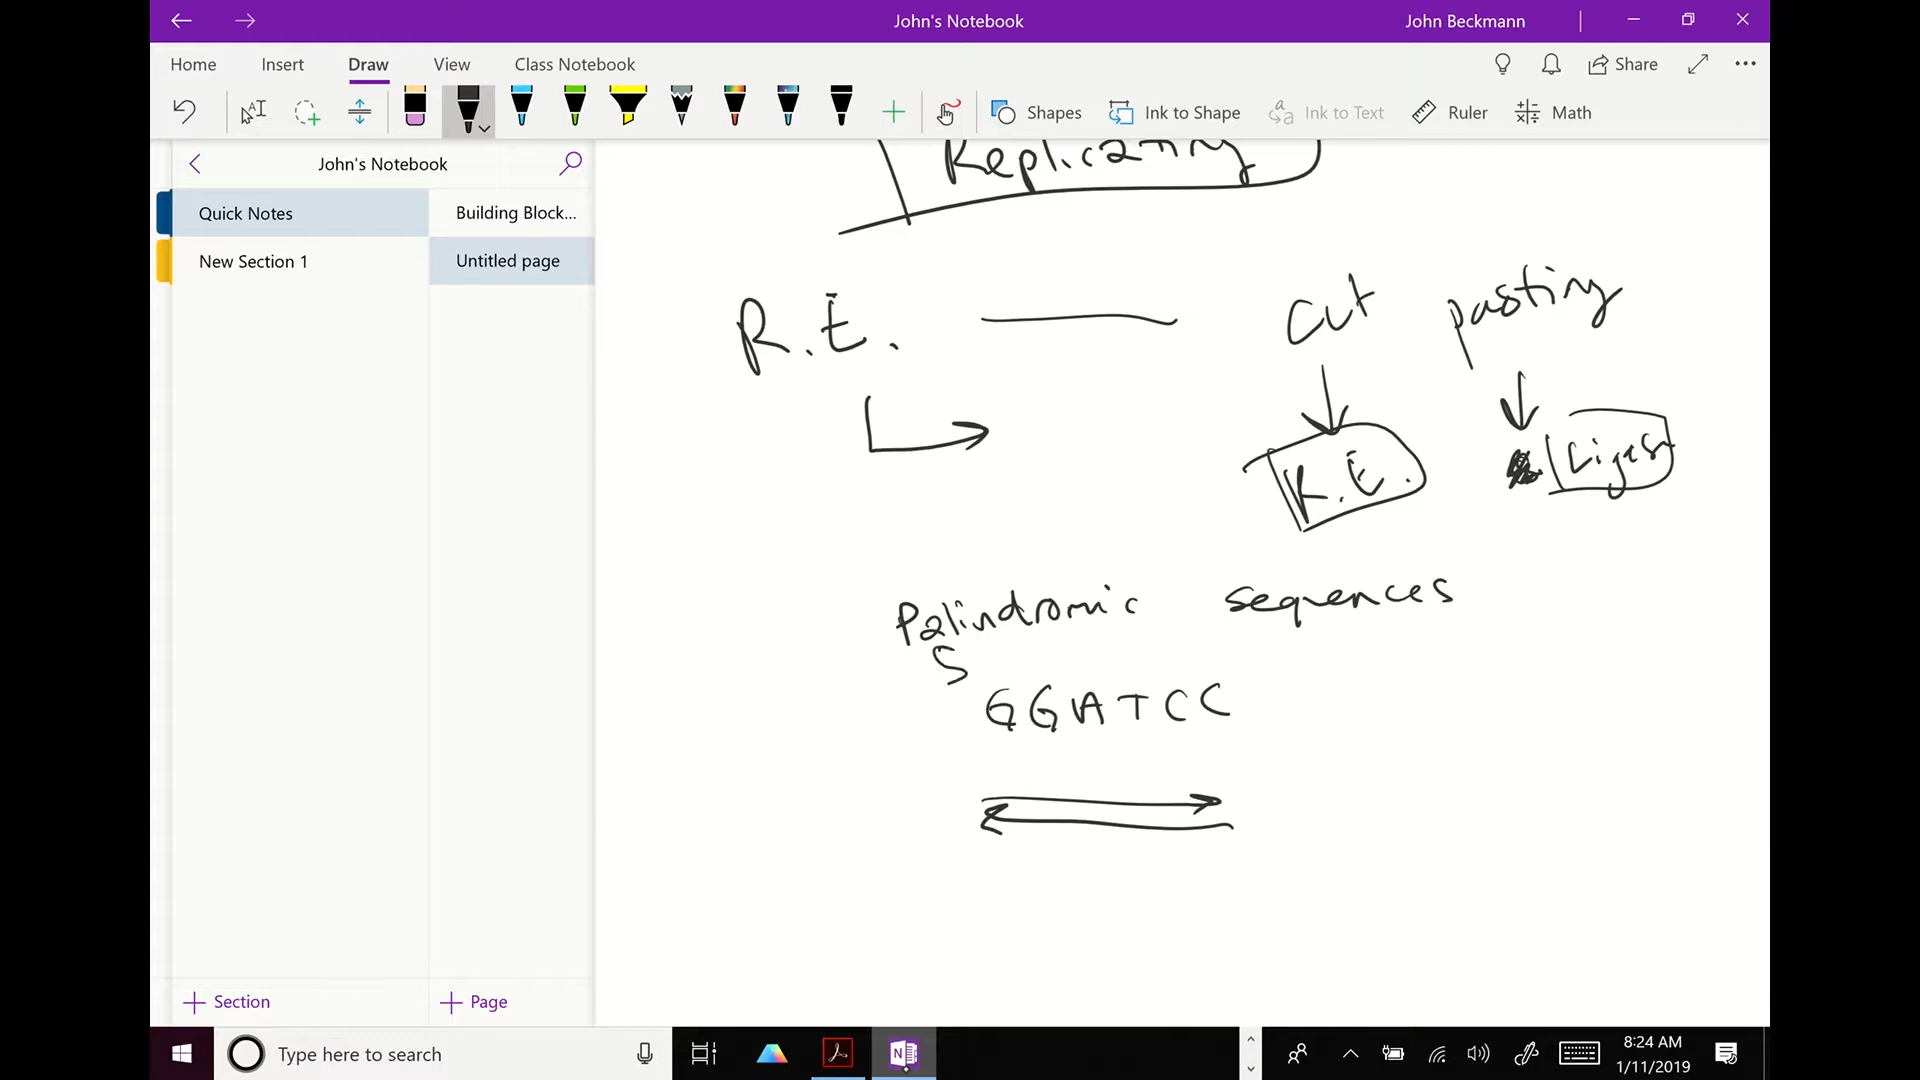 John's Notebook
John Beckmann
Home Insert Draw View Class Notebook
Share
Shapes Ink to Shape Ink to Text Ruler Math
John's Notebook
Quick Notes
Building Block...
New Section 1
Untitled page
Replicating
R.E. cut pasting
R.E.
Palindromic sequences
5
GGATCC
Section
Page
Type here to search
8:24 AM
1/11/2019